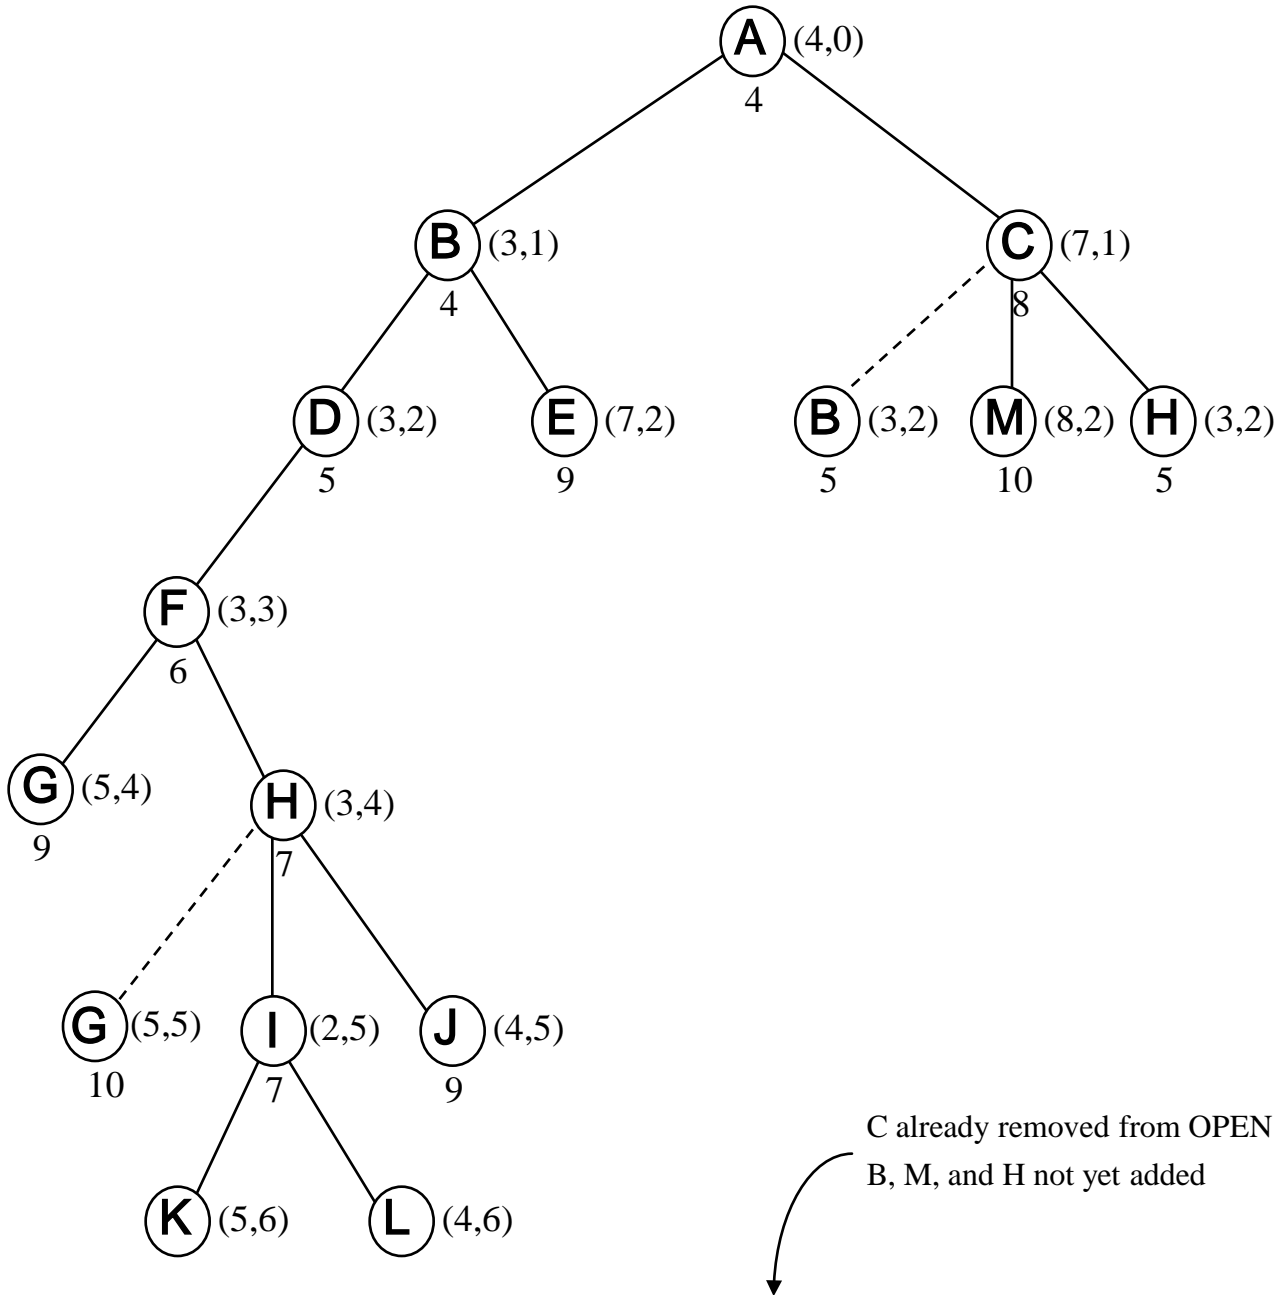 A (4,0)
4
B (3,1)
C (7,1)
4
8
D (3,2)
E (7,2)
B (3,2)
M (8,2)
H (3,2)
5
9
5
10
5
F (3,3)
6
G (5,4)
H (3,4)
9
7
G (5,5)
I (2,5)
J (4,5)
10
7
9
C already removed from OPEN
B, M, and H not yet added
K (5,6)
L (4,6)